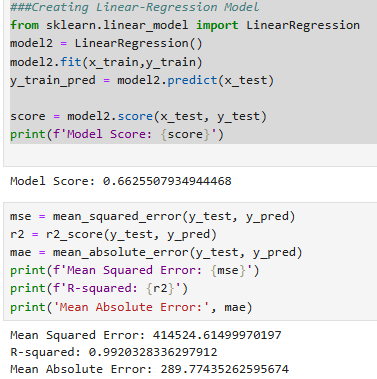 ###Creating Linear-Regression Model
from sklearn.linear_model import LinearRegression
model2 = LinearRegression()
model2.fit(x_train,y_train)
y_train_pred = model2.predict(x_test)
score = model2.score(x_test, y_test)
print(f'Model Score: {score}')
Model Score: 0.6625507934944468
mse = mean_squared_error(y_test, y_pred)
r2 = r2_score(y_test, y_pred)
mae = mean_absolute_error(y_test, y_pred)
print(f'Mean Squared Error: {mse}')
print(f'R-squared: {r2}')
print('Mean Absolute Error:', mae)
Mean Squared Error: 414524.61499970197
R-squared: 0.9920328336297912
Mean Absolute Error: 289.77435262595674